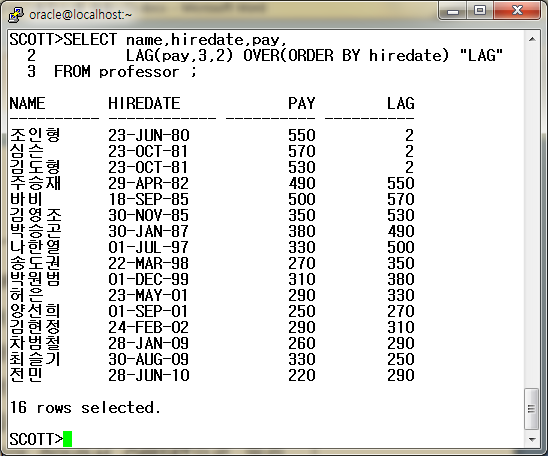 oracle@localhost:~
SCOTT>SELECT name,hiredate,pay,
  2         LAG(pay,3,2) OVER(ORDER BY hiredate) "LAG"
  3  FROM professor ;
NAME       HIREDATE         PAY        LAG
---------- ------------ ---------- ----------
조인형     23-JUN-80        550          2
심슨       23-OCT-81        570          2
김도형     23-OCT-81        530          2
주승재     29-APR-82        490        550
바비       18-SEP-85        500        570
김영조     30-NOV-85        350        530
박승곤     30-JAN-87        380        490
나한열     01-JUL-97        330        500
송도권     22-MAR-98        270        350
박원범     01-DEC-99        310        380
허은       23-MAY-01        290        330
양선희     01-SEP-01        250        270
김현정     24-FEB-02        290        310
차범철     28-JAN-09        260        290
최슬기     30-AUG-09        330        250
전민       28-JUN-10        220        290
16 rows selected.
SCOTT>